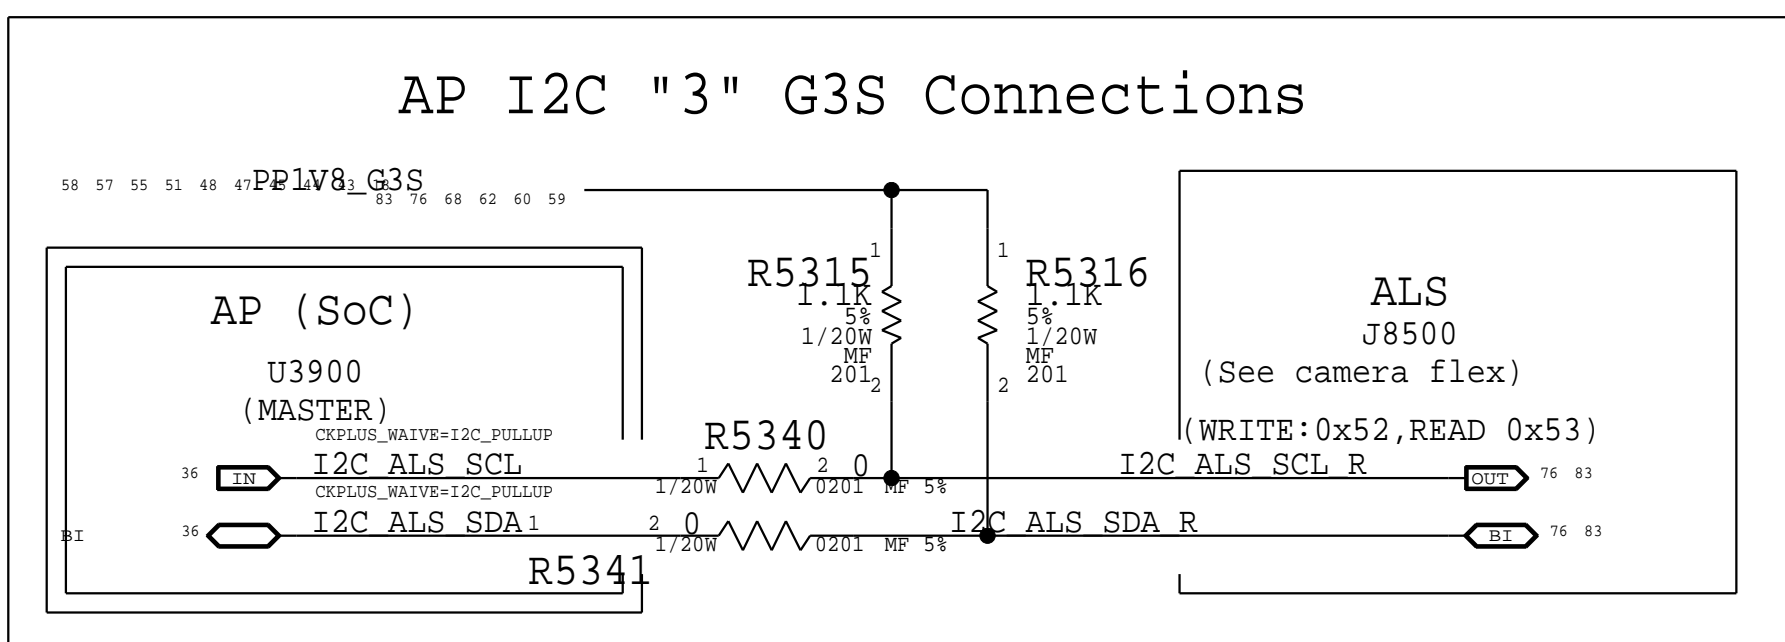 AP I2C "3" G3S Connections
58 57 55 51 48 47 45 44 43 18
PP1V8_G3S
83 76 68 62 60 59
1
1
R5315
R5316
1.1K
1.1K
5%
5%
1/20W
1/20W
MF
MF
201
201
2
2
AP (SoC)
U3900
(MASTER)
ALS
J8500
(See camera flex)
(WRITE:0x52,READ 0x53)
CKPLUS_WAIVE=I2C_PULLUP
R5340
36 IN I2C_ALS_SCL 1 2 0 I2C_ALS_SCL_R OUT 76 83
1/20W 0201 MF 5%
CKPLUS_WAIVE=I2C_PULLUP
BI 36 I2C_ALS_SDA 1 2 0 I2C_ALS_SDA_R BI 76 83
1/20W 0201 MF 5%
R5341